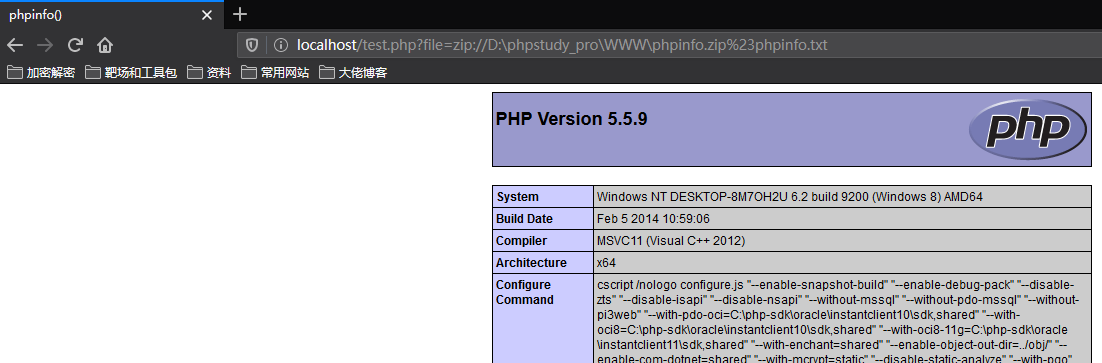 phpinfo()
localhost/test.php?file=zip://D:\phpstudy_pro\WWW\phpinfo.zip%23phpinfo.txt
加密解密 靶场和工具包 资料 常用网站 大佬博客
PHP Version 5.5.9
php
System Windows NT DESKTOP-8M7OH2U 6.2 build 9200 (Windows 8) AMD64
Build Date Feb 5 2014 10:59:06
Compiler MSVC11 (Visual C++ 2012)
Architecture x64
Configure Command cscript /nologo configure.js "--enable-snapshot-build" "--enable-debug-pack" "--disable-
zts" "--disable-isapi" "--disable-nsapi" "--without-mssql" "--without-pdo-mssql" "--without-
pi3web" "--with-pdo-oci=C:\php-sdk\oracle\instantclient10\sdk,shared" "--with-
oci8=C:\php-sdk\oracle\instantclient10\sdk,shared" "--with-oci8-11g=C:\php-sdk\oracle
\instantclient11\sdk,shared" "--with-enchant=shared" "--enable-object-out-dir=../obj/" "--
enable-com-dotnet=shared" "--with-mcrypt=static" "--disable-static-analyze" "--with-pgo"